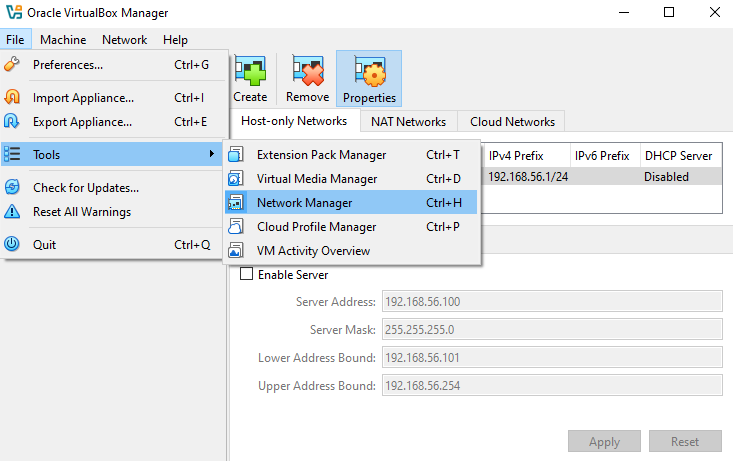 Oracle VirtualBox Manager
File Machine Network Help
Preferences... Ctrl+G
Import Appliance... Ctrl+I
Export Appliance... Ctrl+E
Tools
Check for Updates...
Reset All Warnings
Quit Ctrl+Q
Create Remove Properties
Host-only Networks NAT Networks Cloud Networks
IPv4 Prefix IPv6 Prefix DHCP Server
192.168.56.1/24 Disabled
Extension Pack Manager Ctrl+T
Virtual Media Manager Ctrl+D
Network Manager Ctrl+H
Cloud Profile Manager Ctrl+P
VM Activity Overview
Enable Server
Server Address: 192.168.56.100
Server Mask: 255.255.255.0
Lower Address Bound: 192.168.56.101
Upper Address Bound: 192.168.56.254
Apply Reset